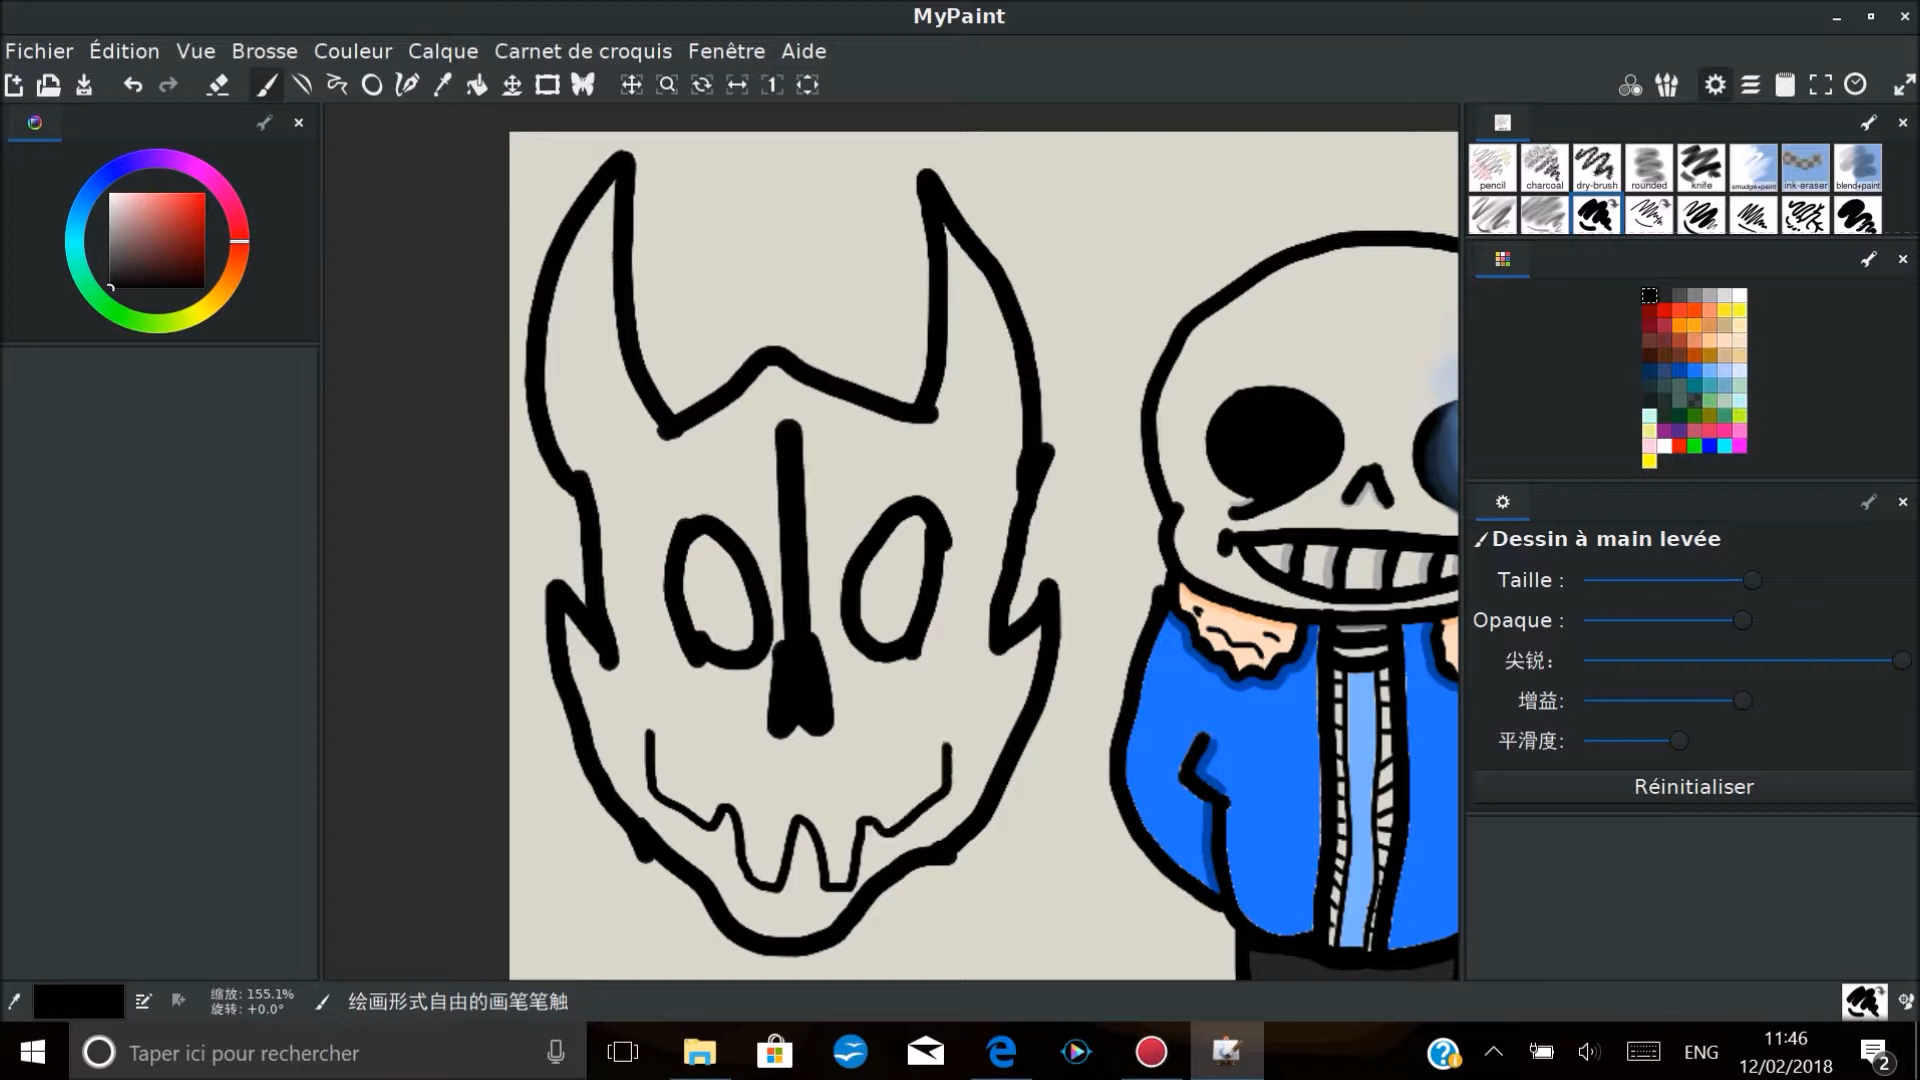 MyPaint
Fichier Édition Vue Brosse Couleur Calque Carnet de croquis Fenêtre Aide
pencil charcoal dry-brush rounded knife smudge+paint ink-eraser blend+paint
Dessin à main levée
Taille :
Opaque :
尖锐:
增益:
平滑度:
Réinitialiser
缩放: 155.1%
旋转: +0.0°
绘画形式自由的画笔笔触
Taper ici pour rechercher
ENG
11:46
12/02/2018
2